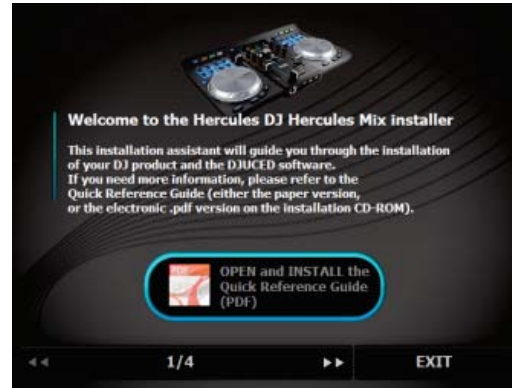 Welcome to the Hercules DJ Hercules Mix installer
This installation assistant will guide you through the installation
of your DJ product and the DJUCED software.
If you need more information, please refer to the
Quick Reference Guide (either the paper version,
or the electronic .pdf version on the installation CD-ROM).
PDF
OPEN and INSTALL the
Quick Reference Guide
(PDF)
1/4
EXIT